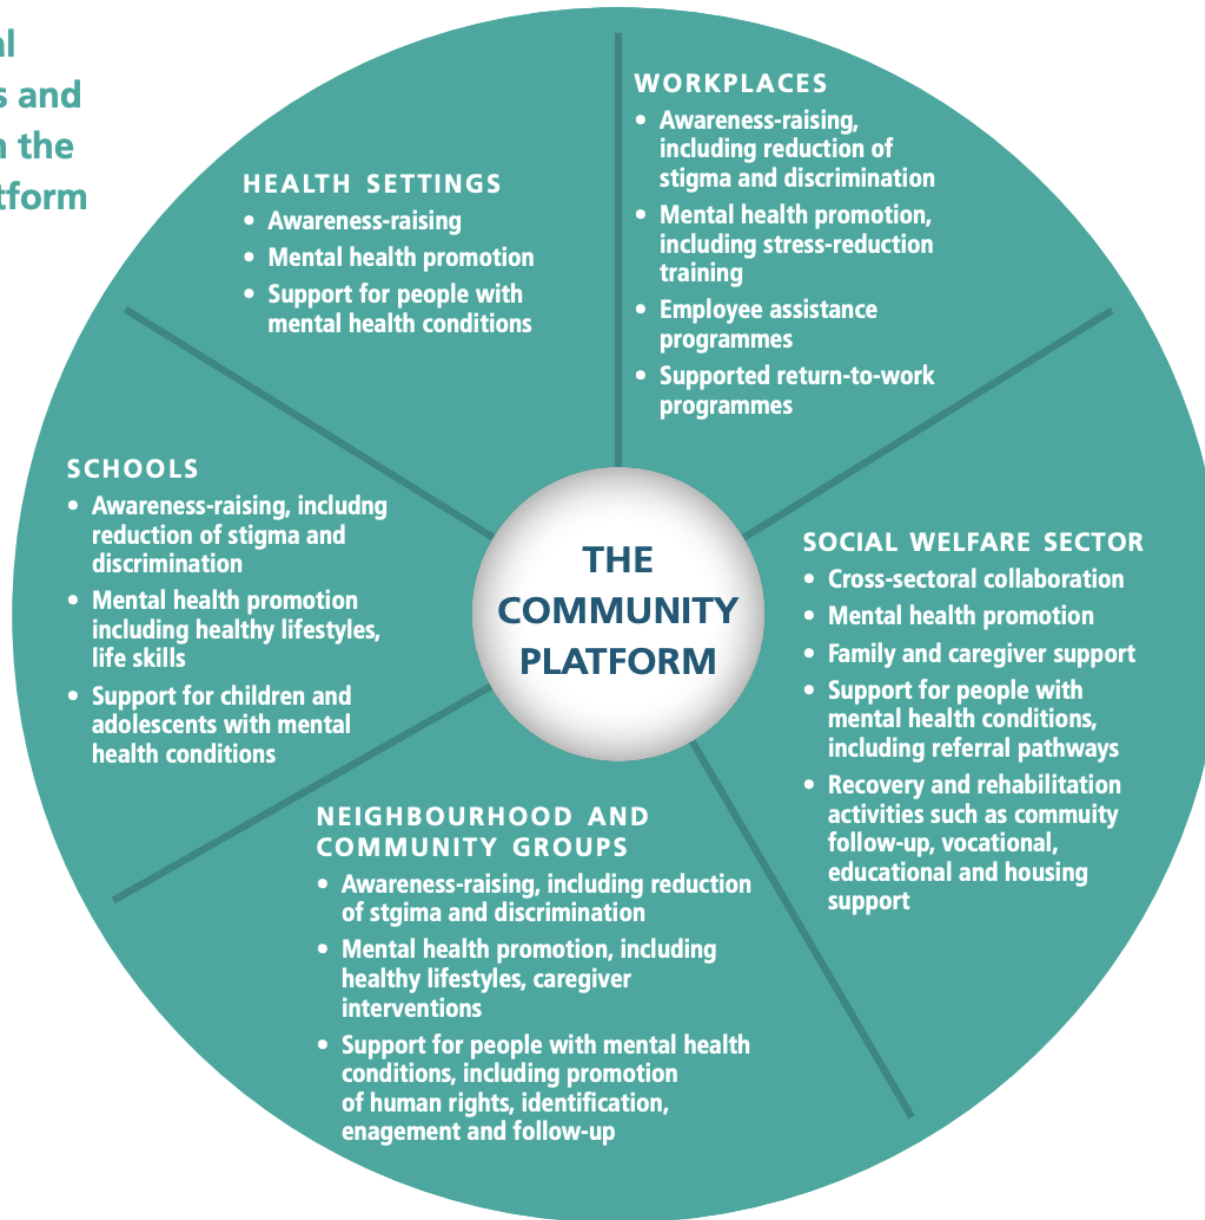 al
s and
n the
tform
HEALTH SETTINGS
• Awareness-raising
• Mental health promotion
• Support for people with
mental health conditions
WORKPLACES
• Awareness-raising,
including reduction of
stigma and discrimination
• Mental health promotion,
including stress-reduction
training
• Employee assistance
programmes
• Supported return-to-work
programmes
SCHOOLS
• Awareness-raising, includng
reduction of stigma and
discrimination
• Mental health promotion
including healthy lifestyles,
life skills
• Support for children and
adolescents with mental
health conditions
THE
COMMUNITY
PLATFORM
SOCIAL WELFARE SECTOR
• Cross-sectoral collaboration
• Mental health promotion
• Family and caregiver support
• Support for people with
mental health conditions,
including referral pathways
• Recovery and rehabilitation
activities such as commuity
follow-up, vocational,
educational and housing
support
NEIGHBOURHOOD AND
COMMUNITY GROUPS
• Awareness-raising, including reduction
of stgima and discrimination
• Mental health promotion, including
healthy lifestyles, caregiver
interventions
• Support for people with mental health
conditions, including promotion
of human rights, identification,
enagement and follow-up